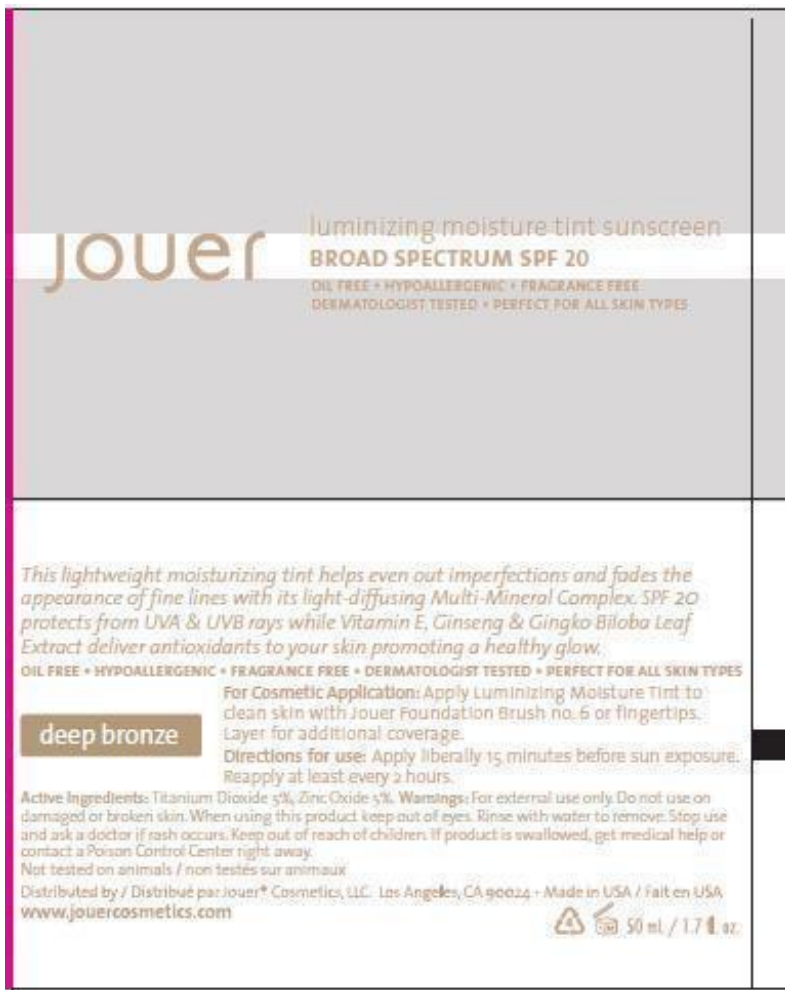 jouer
luminizing moisture tint sunscreen
BROAD SPECTRUM SPF 20
OIL FREE • HYPOALLERGENIC • FRAGRANCE FREE
DERMATOLOGIST TESTED • PERFECT FOR ALL SKIN TYPES
This lightweight moisturizing tint helps even out imperfections and fades the
appearance of fine lines with its light-diffusing Multi-Mineral Complex. SPF 20
protects from UVA & UVB rays while Vitamin E, Ginseng & Gingko Biloba Leaf
Extract deliver antioxidants to your skin promoting a healthy glow.
OIL FREE • HYPOALLERGENIC • FRAGRANCE FREE • DERMATOLOGIST TESTED • PERFECT FOR ALL SKIN TYPES
For Cosmetic Application: Apply Luminizing Moisture Tint to
clean skin with Jouer Foundation Brush no. 6 or fingertips.
Layer for additional coverage.
deep bronze
Directions for use: Apply liberally 15 minutes before sun exposure.
Reapply at least every 2 hours.
Active Ingredients: Titanium Dioxide 5%, Zinc Oxide 5%. Warnings: For external use only. Do not use on
damaged or broken skin. When using this product keep out of eyes. Rinse with water to remove. Stop use
and ask a doctor if rash occurs. Keep out of reach of children. If product is swallowed, get medical help or
contact a Poison Control Center right away.
Not tested on animals / non testés sur animaux
Distributed by / Distribué par Jouer® Cosmetics, LLC. Los Angeles, CA 90024 • Made in USA / Fait en USA
www.jouercosmetics.com
50 ml / 1.7 fl. oz.